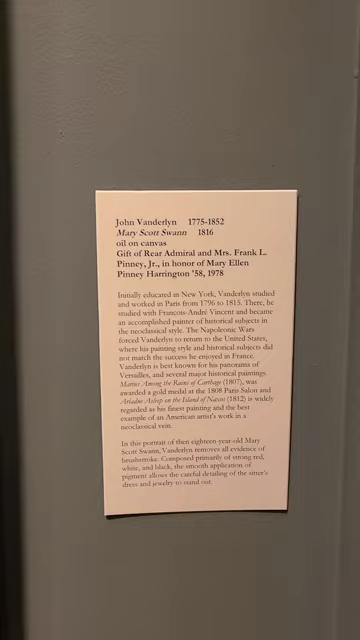 John Vanderlyn 1775-1852
Mary Scott Swann 1816
oil on canvas
Gift of Rear Admiral and Mrs. Frank L.
Pinney, Jr., in honor of Mary Ellen
Pinney Harrington '58, 1978
Initially educated in New York, Vanderlyn studied
and worked in Paris from 1796 to 1815. There, he
studied with François-André Vincent and became
an accomplished painter of historical subjects in
the neoclassical style. The Napoleonic Wars
forced Vanderlyn to return to the United States,
where his painting style and historical subjects did
not match the success he enjoyed in France.
Vanderlyn is best known for his panorama of
Versailles, and several major historical paintings.
Marius Among the Ruins of Carthage (1807), was
awarded a gold medal at the 1808 Paris Salon and
Ariadne Asleep on the Island of Naxos (1812) is widely
regarded as his finest painting and the best
example of an American artist's work in a
neoclassical vein.
In this portrait of then eighteen-year-old Mary
Scott Swann, Vanderlyn removes all evidence of
brushstroke. Composed primarily of strong red,
white, and black, the smooth application of
pigment allows the careful detailing of the sitter's
dress and jewelry to stand out.